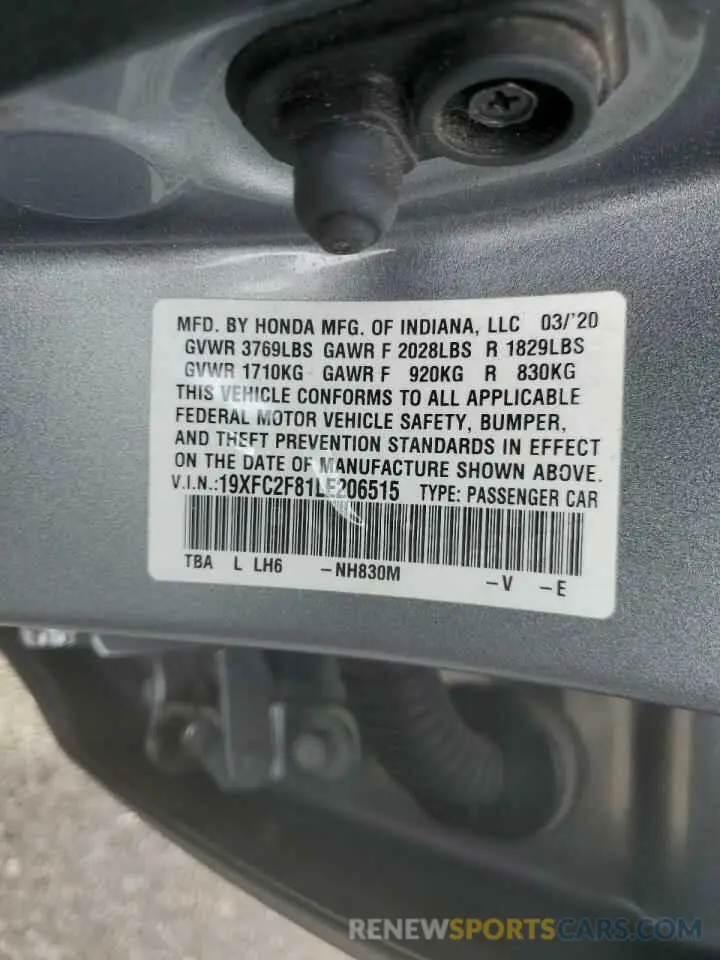 MFD. BY HONDA MFG. OF INDIANA, LLC 03/'20
GVWR 3769LBS GAWR F 2028LBS R 1829LBS
GVWR 1710KG GAWR F 920KG R 830KG
THIS VEHICLE CONFORMS TO ALL APPLICABLE
FEDERAL MOTOR VEHICLE SAFETY, BUMPER,
AND THEFT PREVENTION STANDARDS IN EFFECT
ON THE DATE OF MANUFACTURE SHOWN ABOVE.
V.I.N.:19XFC2F81LE206515 TYPE: PASSENGER CAR
TBA L LH6 -NH830M -V -E
RENEWSPORTSCARS.COM